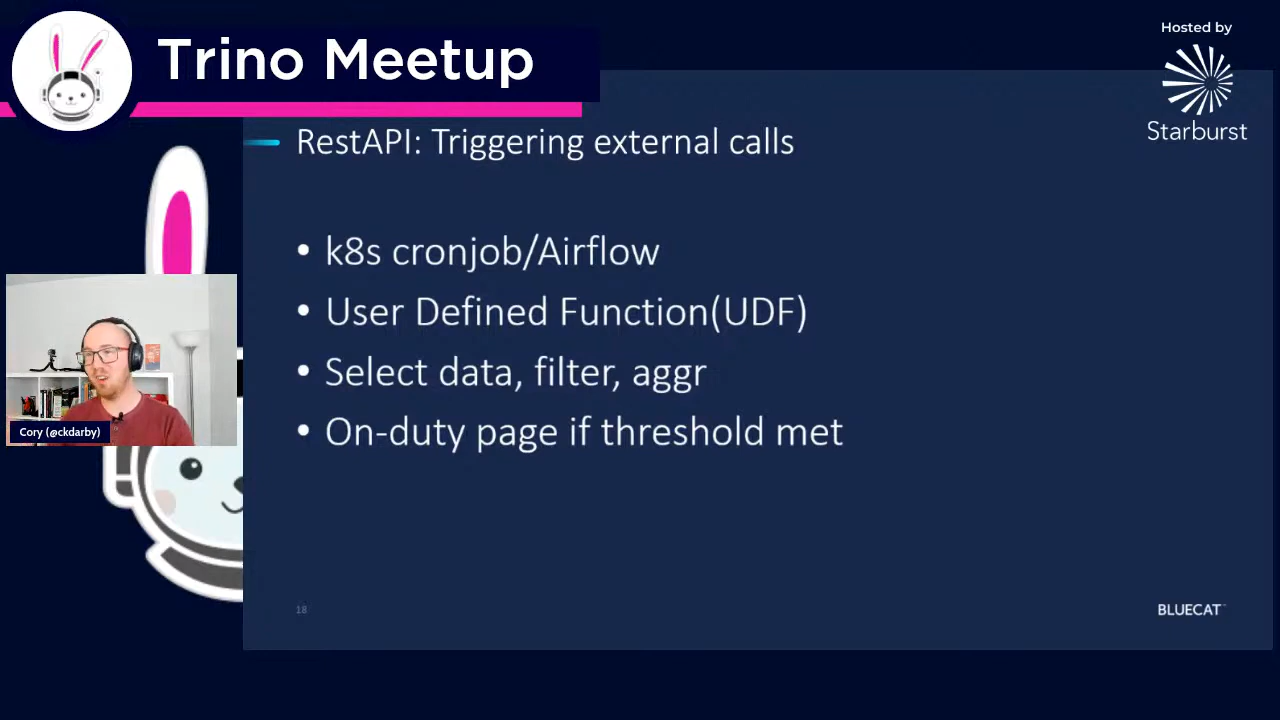 Trino Meetup
Hosted by
Starburst
RestAPI: Triggering external calls
• k8s cronjob/Airflow
• User Defined Function(UDF)
• Select data, filter, aggr
• On-duty page if threshold met
Cory (@ckdarby)
18
BLUECAT